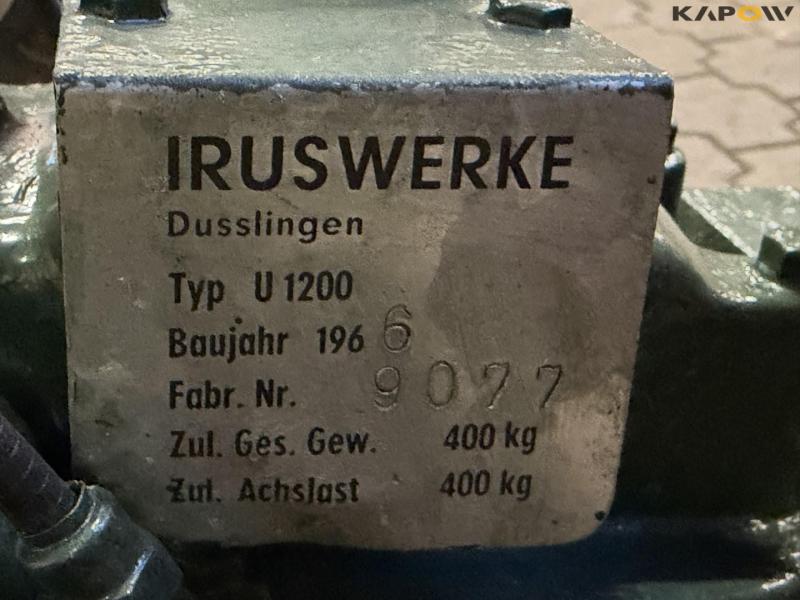 KAPOW
IRUSWERKE
Dusslingen
Typ U 1200
Baujahr 196 6
Fabr. Nr. 9077
Zul. Ges. Gew. 400 kg
Zul. Achslast 400 kg